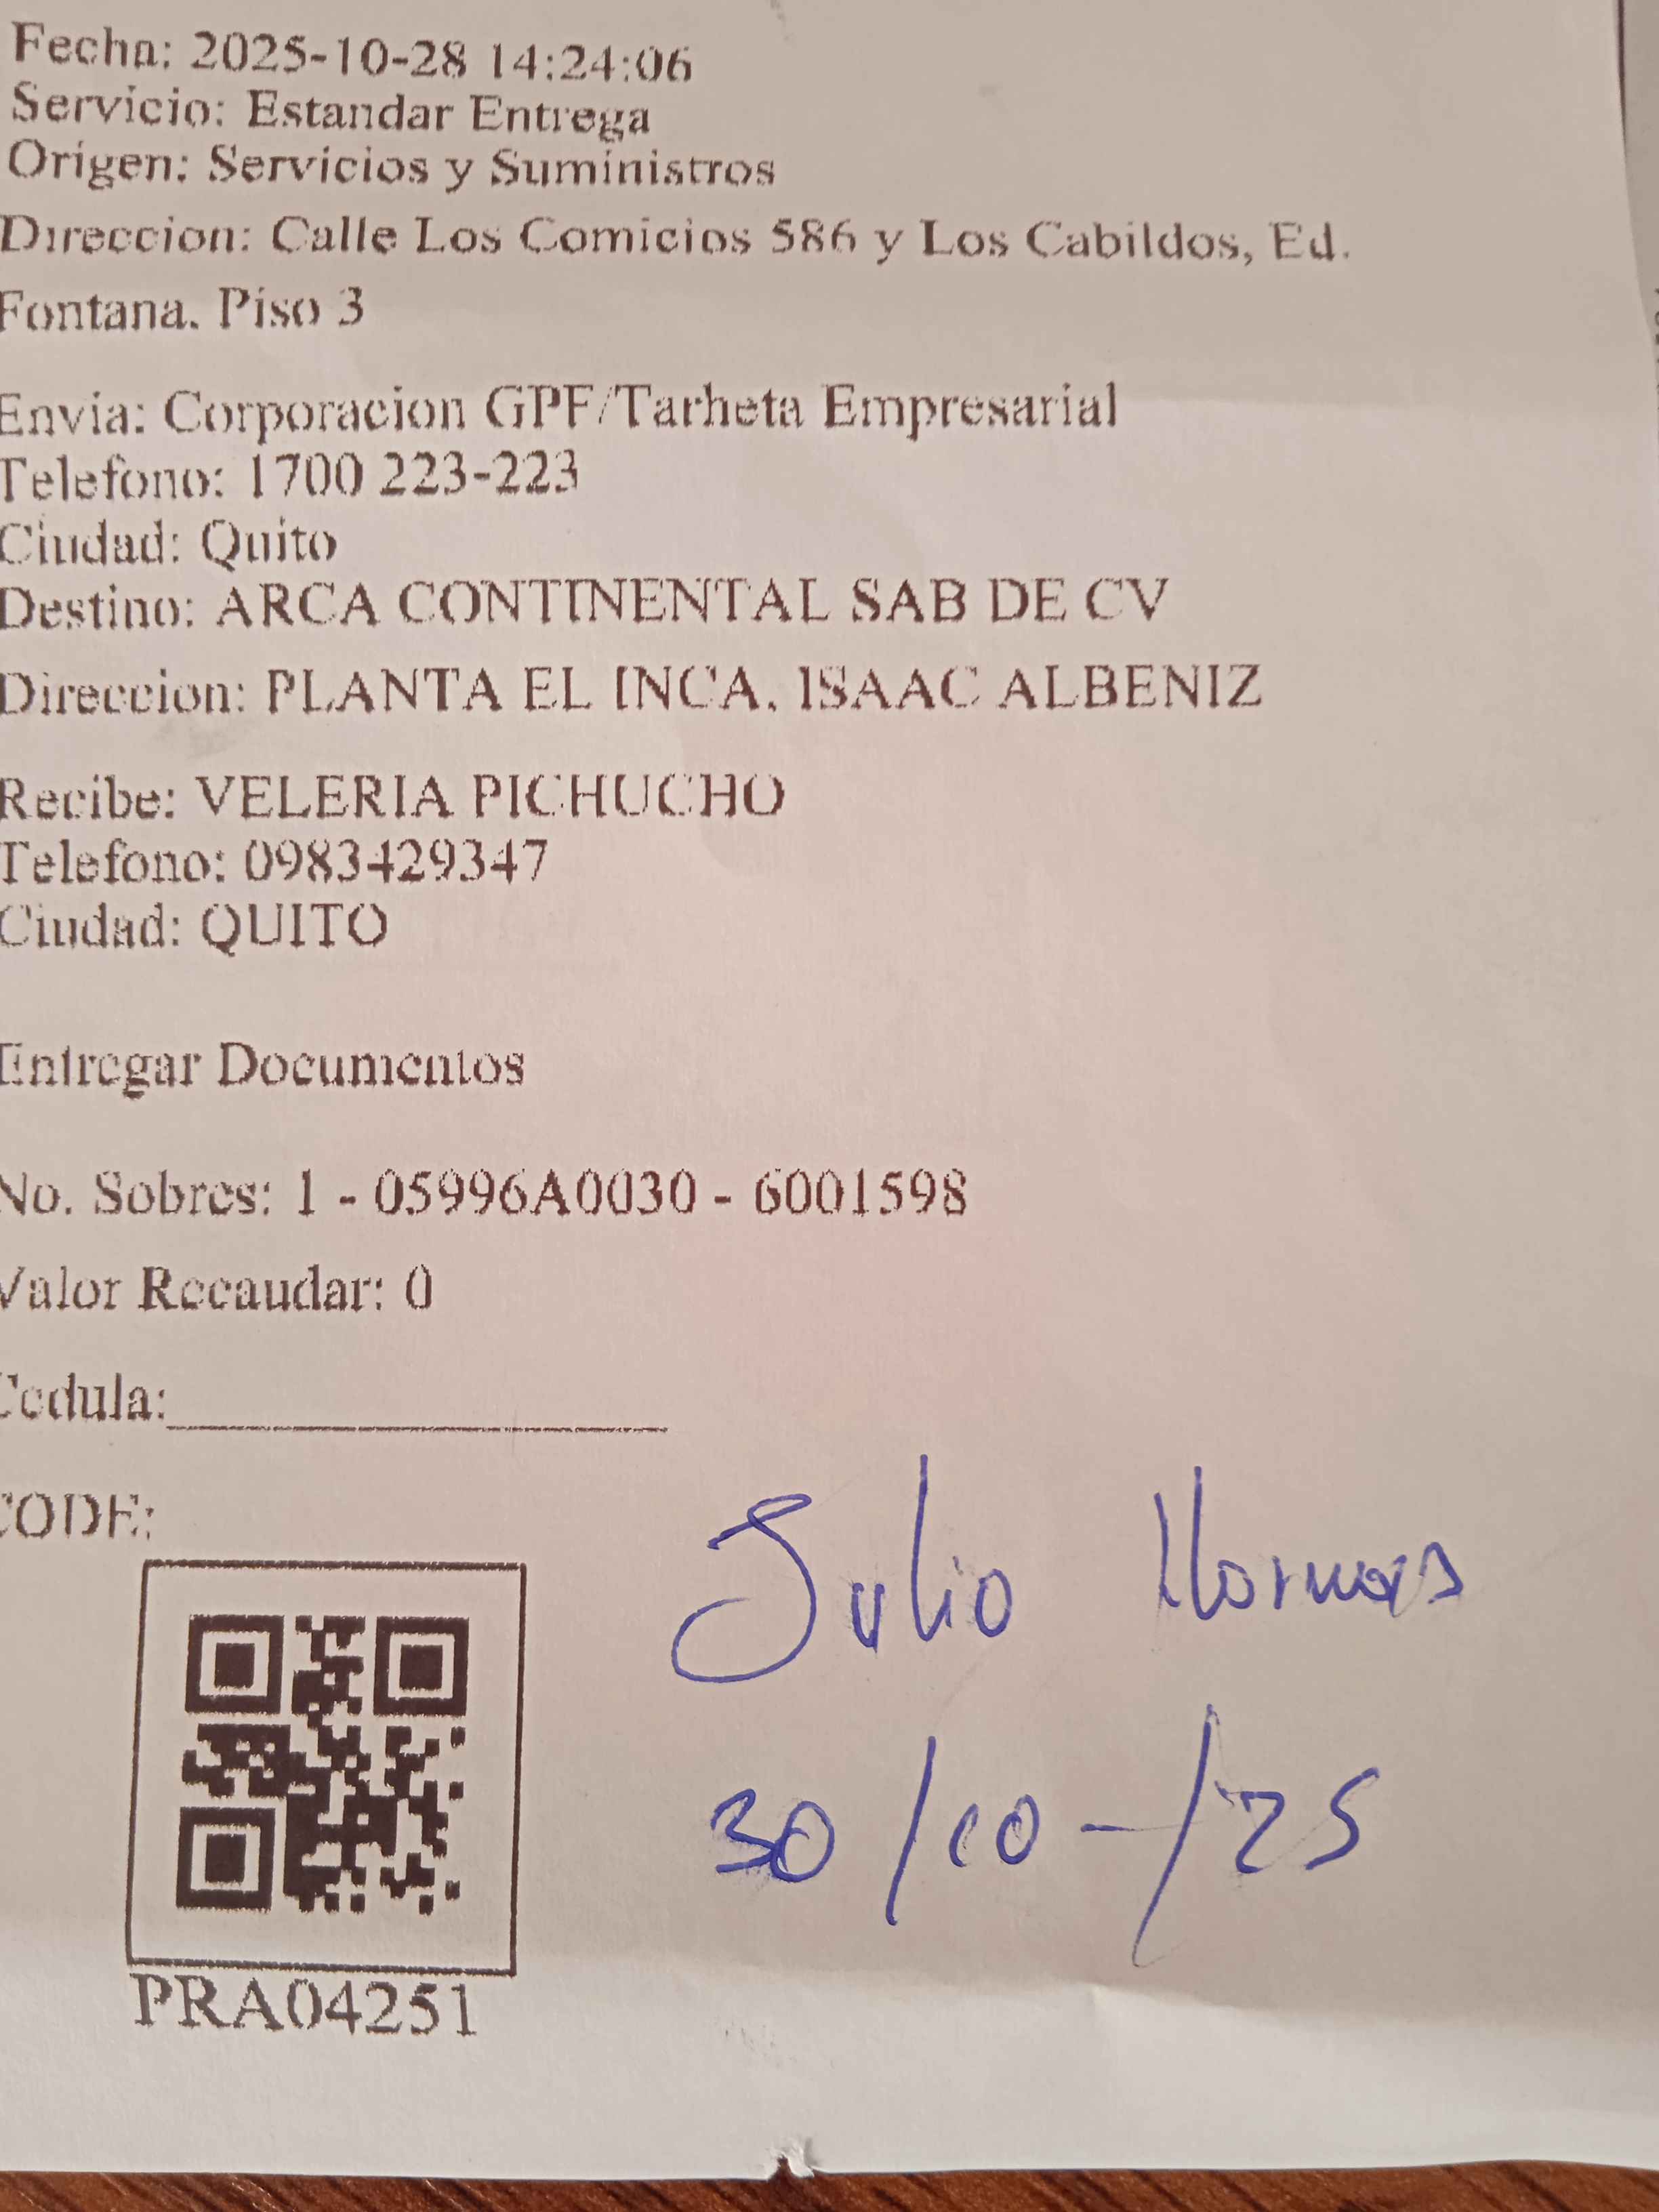 Fecha: 2025-10-28 14:24:06
Servicio: Estandar Entrega
Origen: Servicios y Suministros
Direccion: Calle Los Comicios 586 y Los Cabildos, Ed.
Fontana. Piso 3
Envia: Corporacion GPF/Tarheta Empresarial
Telefono: 1700 223-223
Ciudad: Quito
Destino: ARCA CONTINENTAL SAB DE CV
Direccion: PLANTA EL INCA. ISAAC ALBENIZ
Recibe: VELERIA PICHUCHO
Telefono: 0983429347
Ciudad: QUITO
Entregar Documentos
No. Sobres: 1 - 05996A0030 - 6001598
Valor Recaudar: 0
Cedula:
CODE:
Julio
30/10-/25
PRA04251